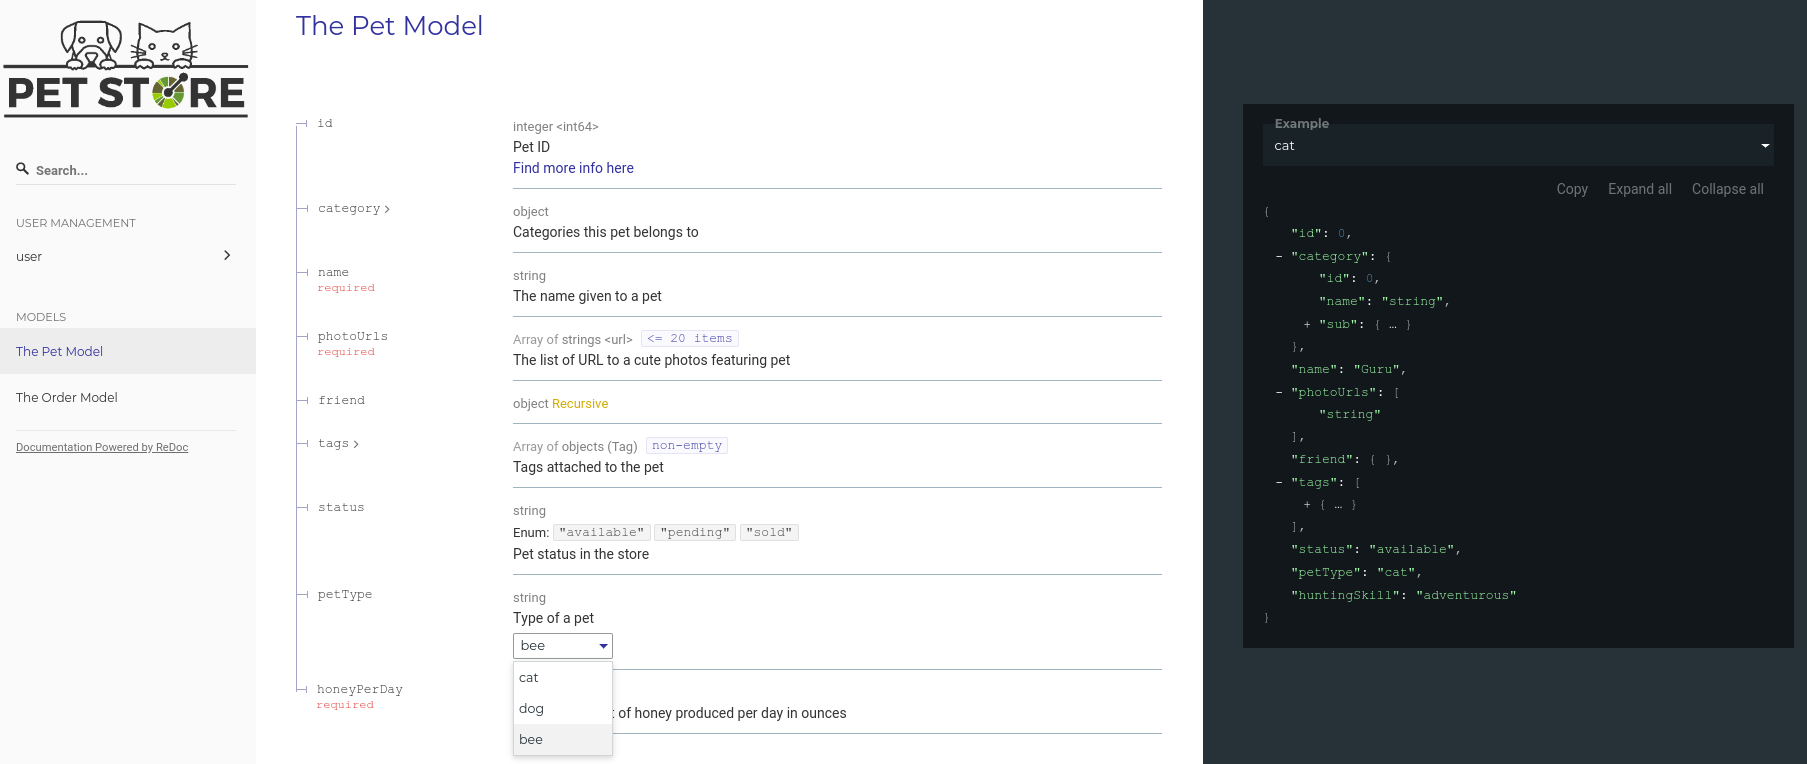 PET STORE
Search...
USER MANAGEMENT
user
MODELS
The Pet Model
The Order Model
Documentation Powered by ReDoc
The Pet Model
id
integer <int64>
Pet ID
Find more info here
category
object
Categories this pet belongs to
name
required
string
The name given to a pet
photoUrls
required
Array of strings <url> <= 20 items
The list of URL to a cute photos featuring pet
friend
object Recursive
tags
Array of objects (Tag) non-empty
Tags attached to the pet
status
string
Enum: "available" "pending" "sold"
Pet status in the store
petType
string
Type of a pet
bee
cat
dog
bee
honeyPerDay
required
of honey produced per day in ounces
Example
cat
Copy Expand all Collapse all
{
"id": 0,
- "category": {
"id": 0,
"name": "string",
+ "sub": { … }
},
"name": "Guru",
- "photoUrls": [
"string"
],
"friend": { },
- "tags": [
+ { … }
],
"status": "available",
"petType": "cat",
"huntingSkill": "adventurous"
}